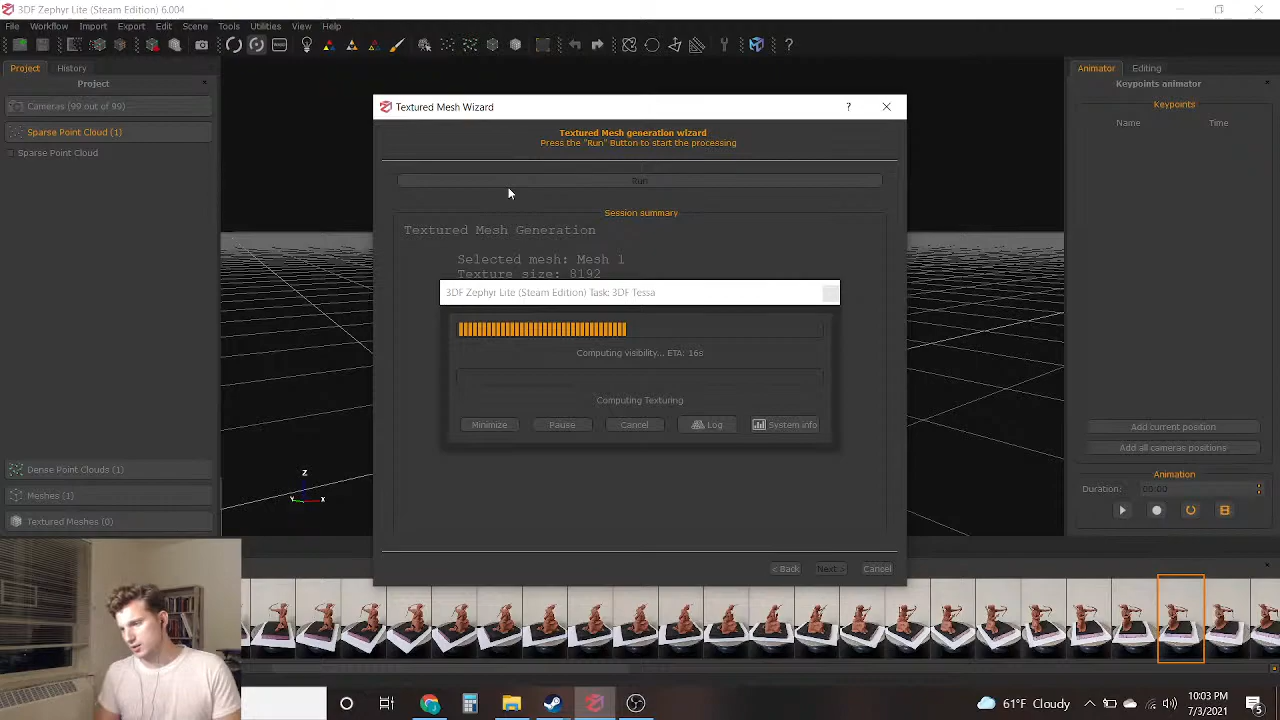 3DF Zephyr Lite (Steam Edition) 6.004
File Workflow Import Export Edit Scene Tools Utilities View Help
Project History
Project
Cameras (99 out of 99)
Sparse Point Cloud (1)
Sparse Point Cloud
Dense Point Clouds (1)
Meshes (1)
Textured Meshes (0)
Z
Y
X
Textured Mesh Wizard
?
Textured Mesh generation wizard
Press the "Run" Button to start the processing
Run
Session summary
Textured Mesh Generation
Selected mesh: Mesh 1
Texture size: 8192
3DF Zephyr Lite (Steam Edition) Task: 3DF Tessa
Computing visibility... ETA: 16s
Computing Texturing
Minimize Pause Cancel Log System info
< Back Next > Cancel
Animator Editing
Keypoints animator
Keypoints
Name Time
Add current position
Add all cameras positions
Animation
Duration: 00:00
61°F Cloudy
10:03 PM
7/3/2021
5